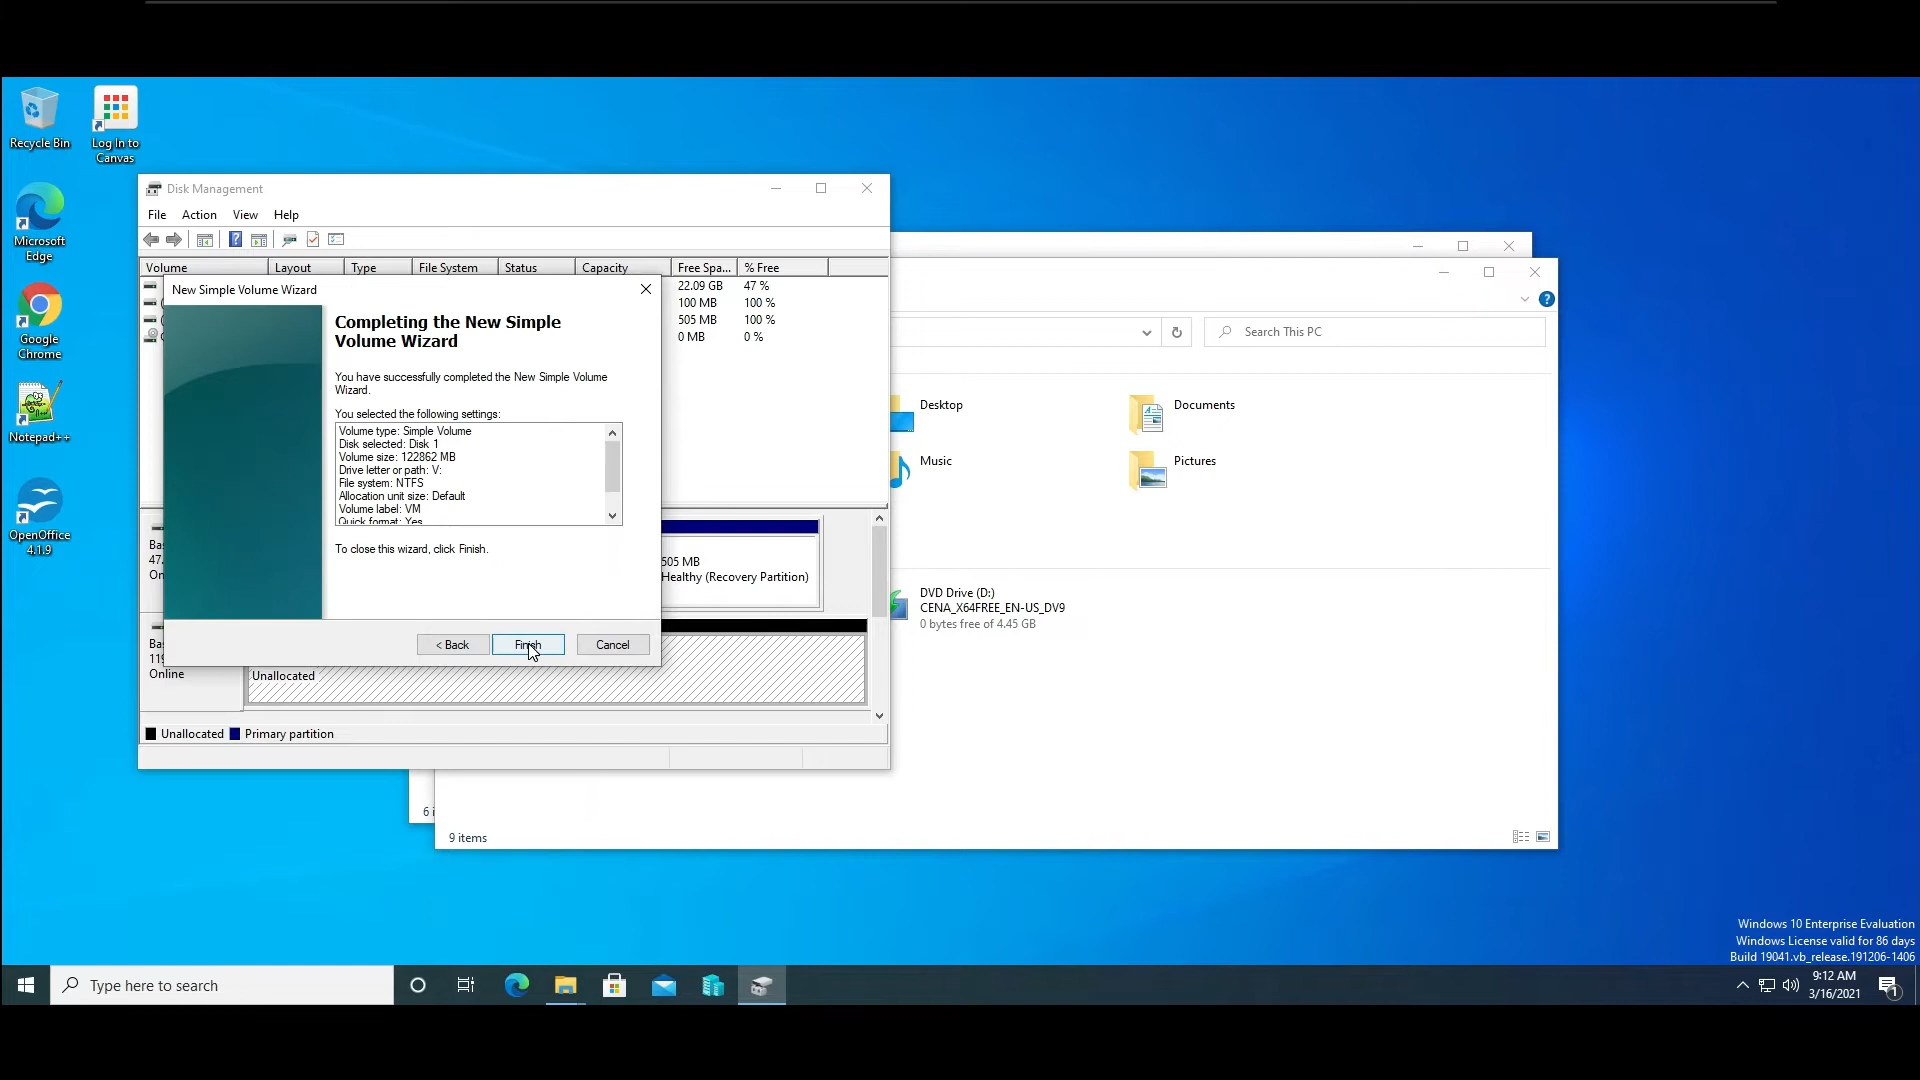 Recycle Bin
Log In to
Canvas
Microsoft
Edge
Google
Chrome
Notepad++
OpenOffice
4.1.9
Disk Management
File Action View Help
Volume Layout Type File System Status Capacity Free Spa... % Free
22.09 GB 47 %
100 MB 100 %
505 MB 100 %
0 MB 0 %
New Simple Volume Wizard
Completing the New Simple
Volume Wizard
You have successfully completed the New Simple Volume
Wizard.
You selected the following settings:
Volume type: Simple Volume
Disk selected: Disk 1
Volume size: 122862 MB
Drive letter or path: V:
File system: NTFS
Allocation unit size: Default
Volume label: VM
Quick format: Yes
To close this wizard, click Finish.
< Back Finish Cancel
Bas
47.
On
505 MB
Healthy (Recovery Partition)
Bas
119
Online
Unallocated
Unallocated Primary partition
Search This PC
Desktop
Documents
Music
Pictures
DVD Drive (D:)
CENA_X64FREE_EN-US_DV9
0 bytes free of 4.45 GB
6 i
9 items
Windows 10 Enterprise Evaluation
Windows License valid for 86 days
Build 19041.vb_release.191206-1406
Type here to search
9:12 AM
3/16/2021
1